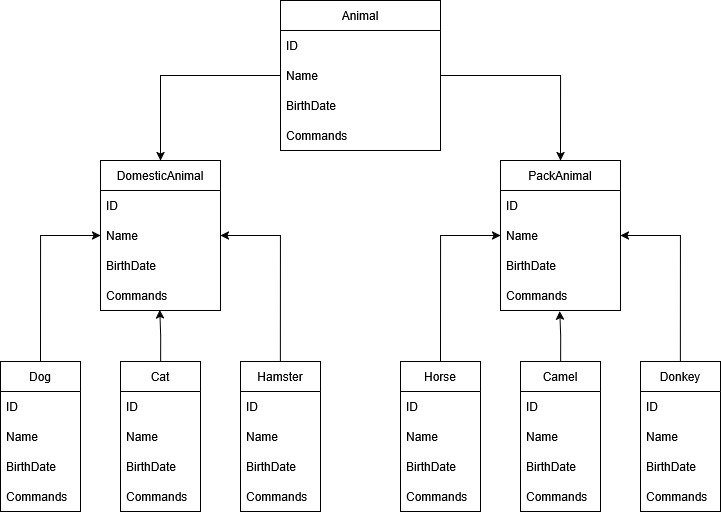 Animal
ID
Name
BirthDate
Commands
DomesticAnimal
ID
Name
BirthDate
Commands
PackAnimal
ID
Name
BirthDate
Commands
Dog
ID
Name
BirthDate
Commands
Cat
ID
Name
BirthDate
Commands
Hamster
ID
Name
BirthDate
Commands
Horse
ID
Name
BirthDate
Commands
Camel
ID
Name
BirthDate
Commands
Donkey
ID
Name
BirthDate
Commands